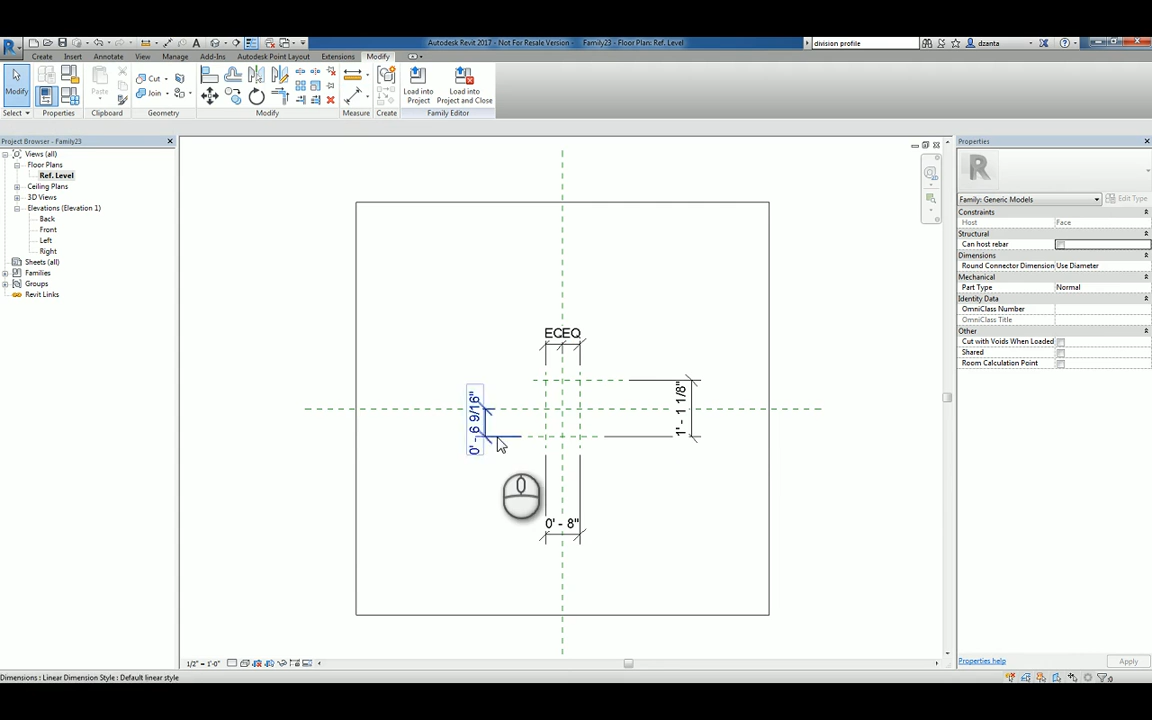 Autodesk Revit 2017 - Not For Resale Version - Family23 - Floor Plan: Ref. Level
division profile
dzanta
Create Insert Annotate View Manage Add-Ins Autodesk Point Layout Extensions Modify
Modify
Paste
Cut
Join
Load into
Project
Load into
Project and Close
Select Properties Clipboard Geometry Modify Measure Create Family Editor
Project Browser - Family23
Views (all)
Floor Plans
Ref. Level
Ceiling Plans
3D Views
Elevations (Elevation 1)
Back
Front
Left
Right
Sheets (all)
Families
Groups
Revit Links
EQ EQ
0' - 6 9/16"
1' - 1 1/8"
0' - 8"
Properties
R
Family: Generic Models
Edit Type
Constraints
Host Face
Structural
Can host rebar
Dimensions
Round Connector Dimension Use Diameter
Mechanical
Part Type Normal
Identity Data
OmniClass Number
OmniClass Title
Other
Cut with Voids When Loaded
Shared
Room Calculation Point
Properties help
Apply
1/2" = 1'-0"
Dimensions : Linear Dimension Style : Default linear style
:0